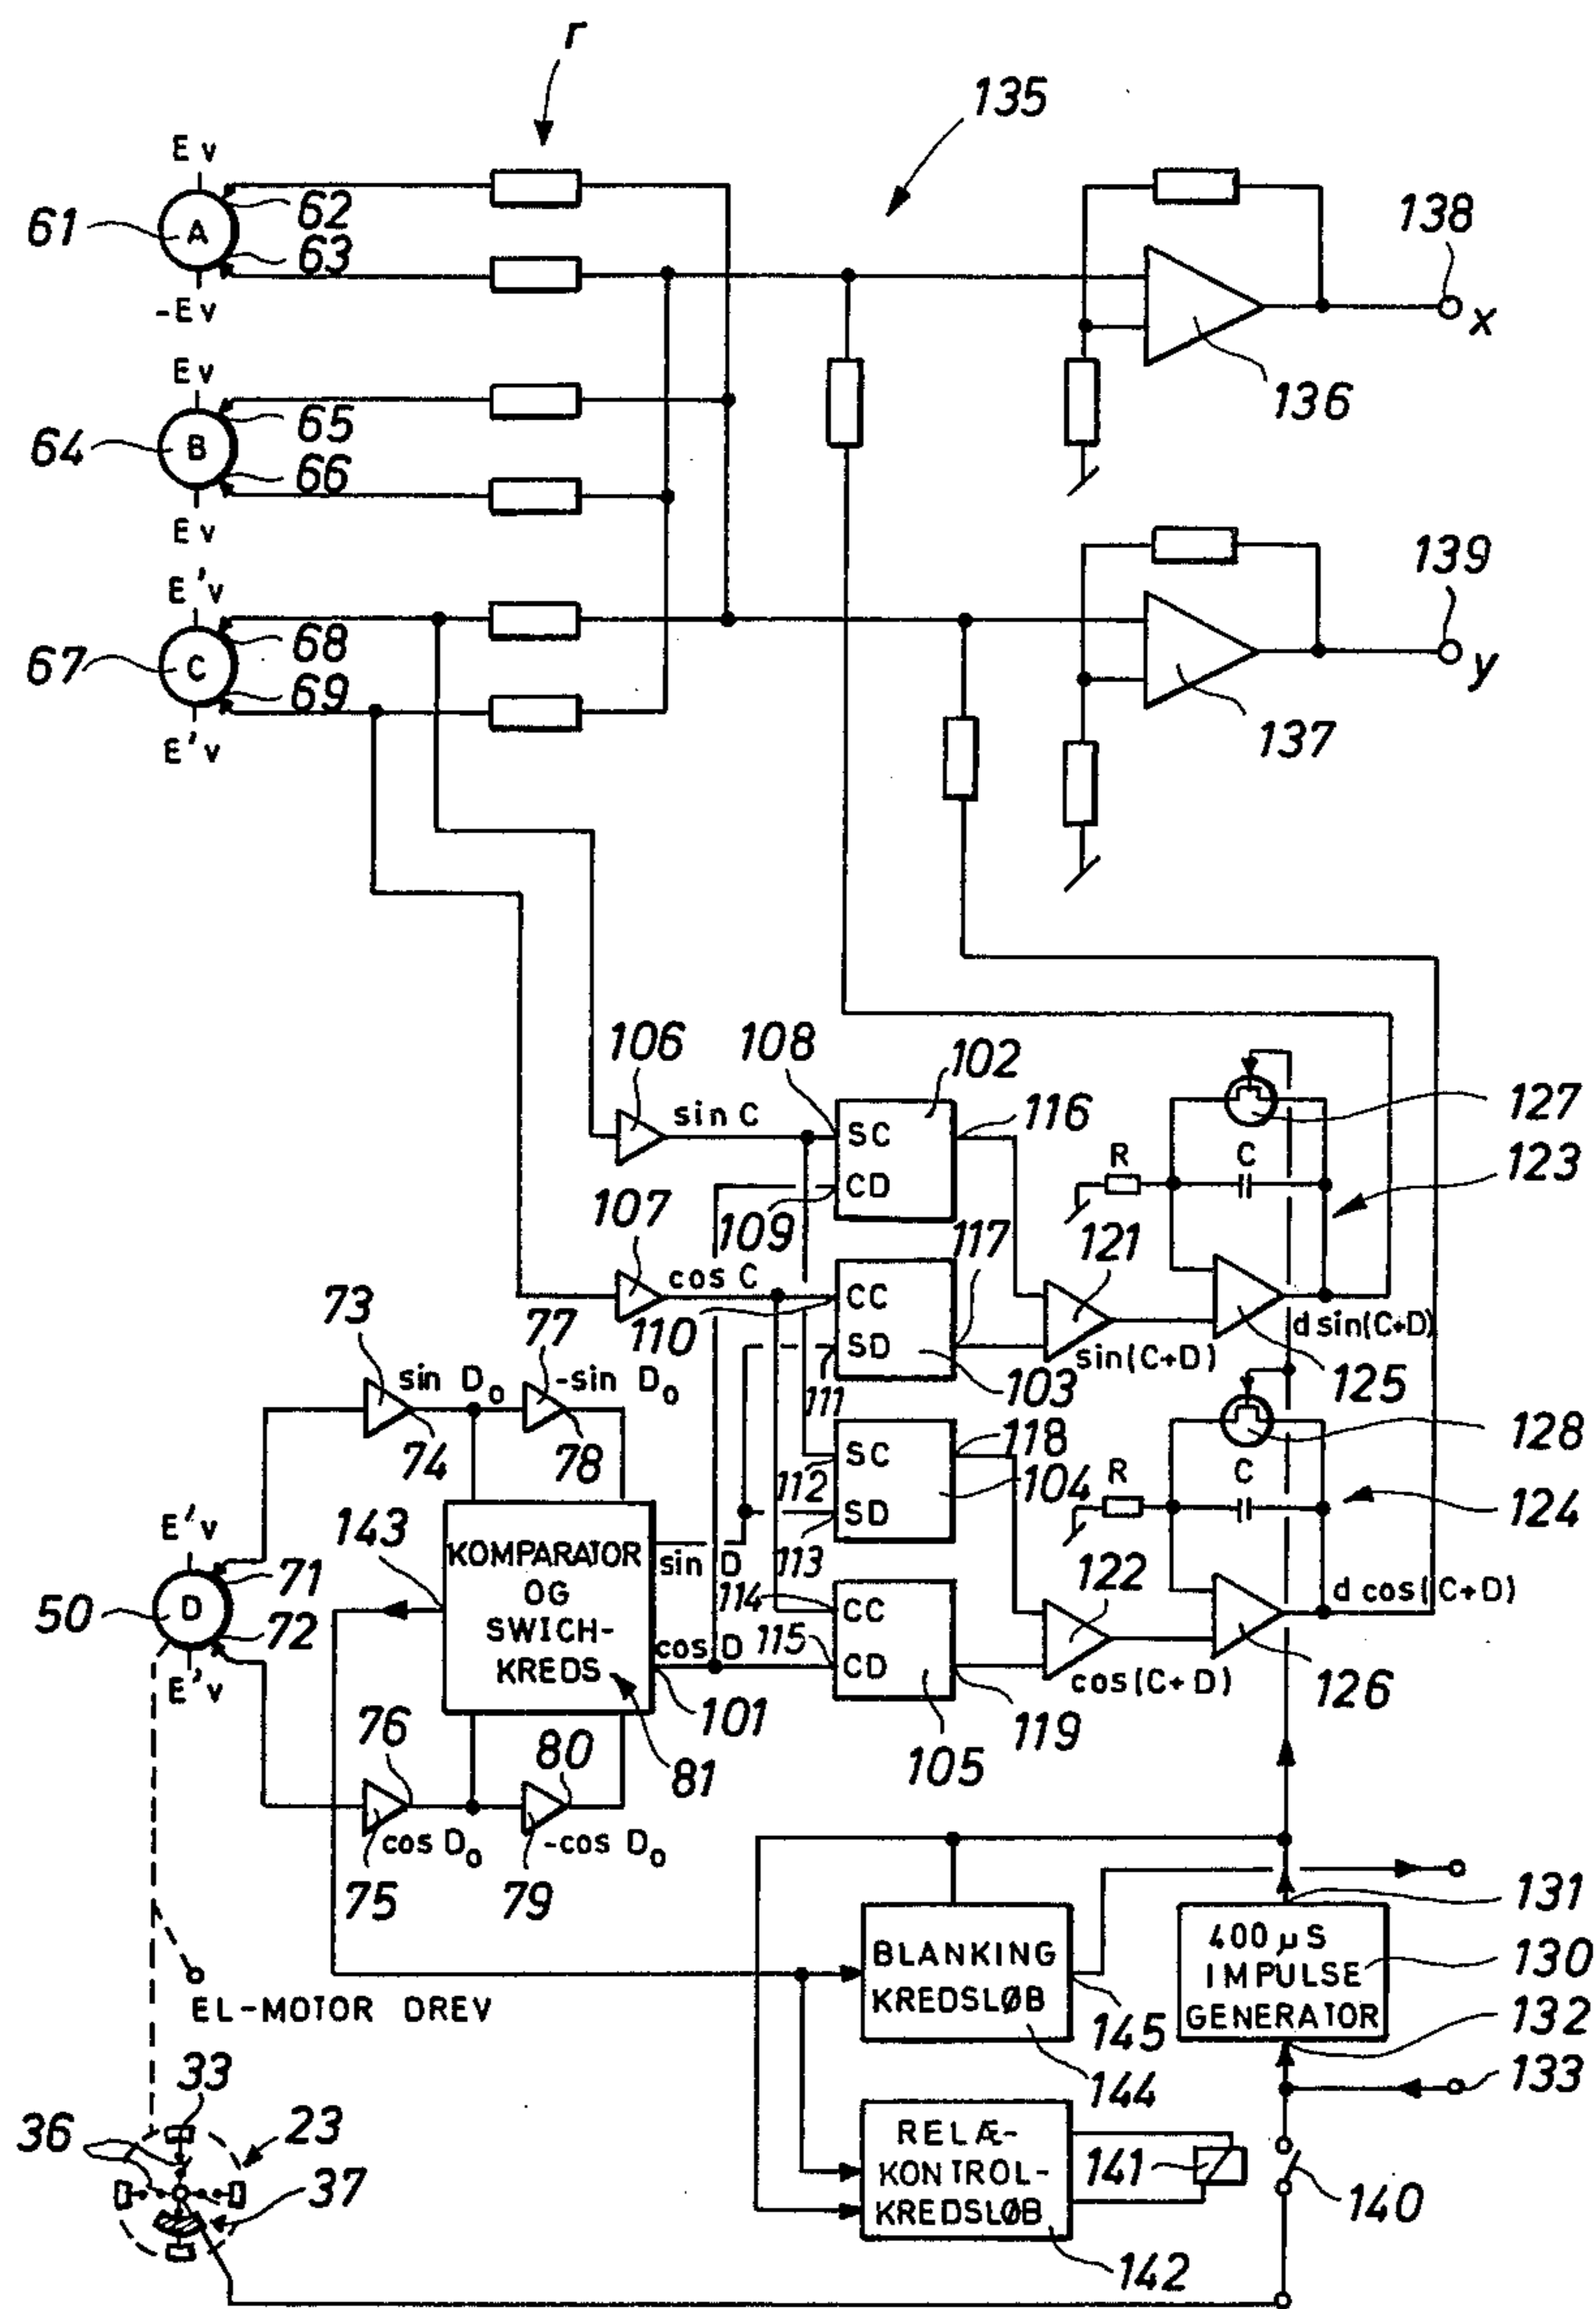 r
135
Ev
61
A
62
63
-Ev
138
x
136
Ev
64
B
65
66
Ev
139
y
137
E'v
67
C
68
69
E'v
106
sin C
108
102
SC
CD
116
127
R
C
123
107
109
cos C
110
117
CC
SD
111
103
121
sin(C+D)
d sin(C+D)
125
73
sin D₀
74
77
-sin D₀
78
118
SC
112
104
SD
113
128
R
C
124
E'v
143
71
50
D
72
E'v
KOMPARATOR
OG
SWICH-
KREDS
sin D
cos D
101
81
114
CC
115
CD
105
119
122
cos(C+D)
d cos(C+D)
126
76
cos D₀
75
80
-cos D₀
79
131
400 µS
IMPULSE
GENERATOR
130
132
133
BLANKING
KREDSLØB
145
144
EL-MOTOR DREV
33
36
23
37
RELÆ-
KONTROL-
KREDSLØB
141
142
140